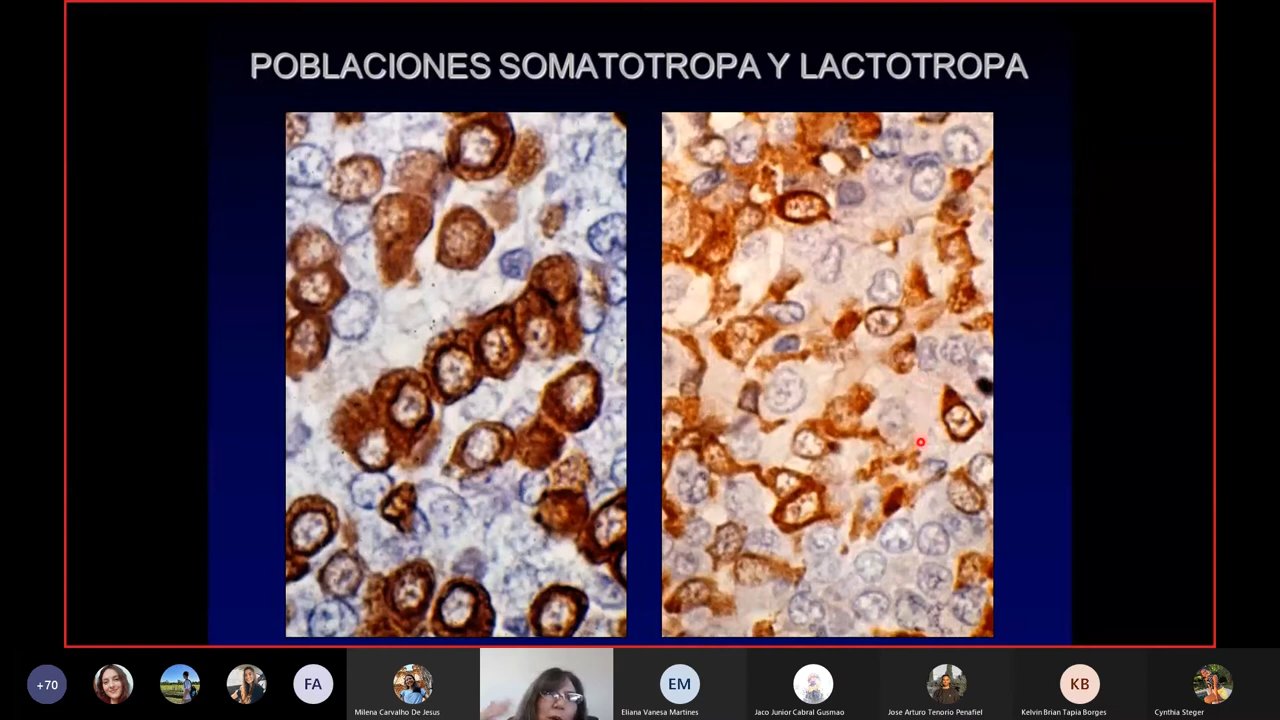 POBLACIONES SOMATOTROPA Y LACTOTROPA
+70
FA
Milena Carvalho De Jesus
EM
Eliana Vanesa Martines
Jaco Junior Cabral Gusmao
Jose Arturo Tenorio Penafiel
KB
Kelvin Brian Tapia Borges
Cynthia Steger